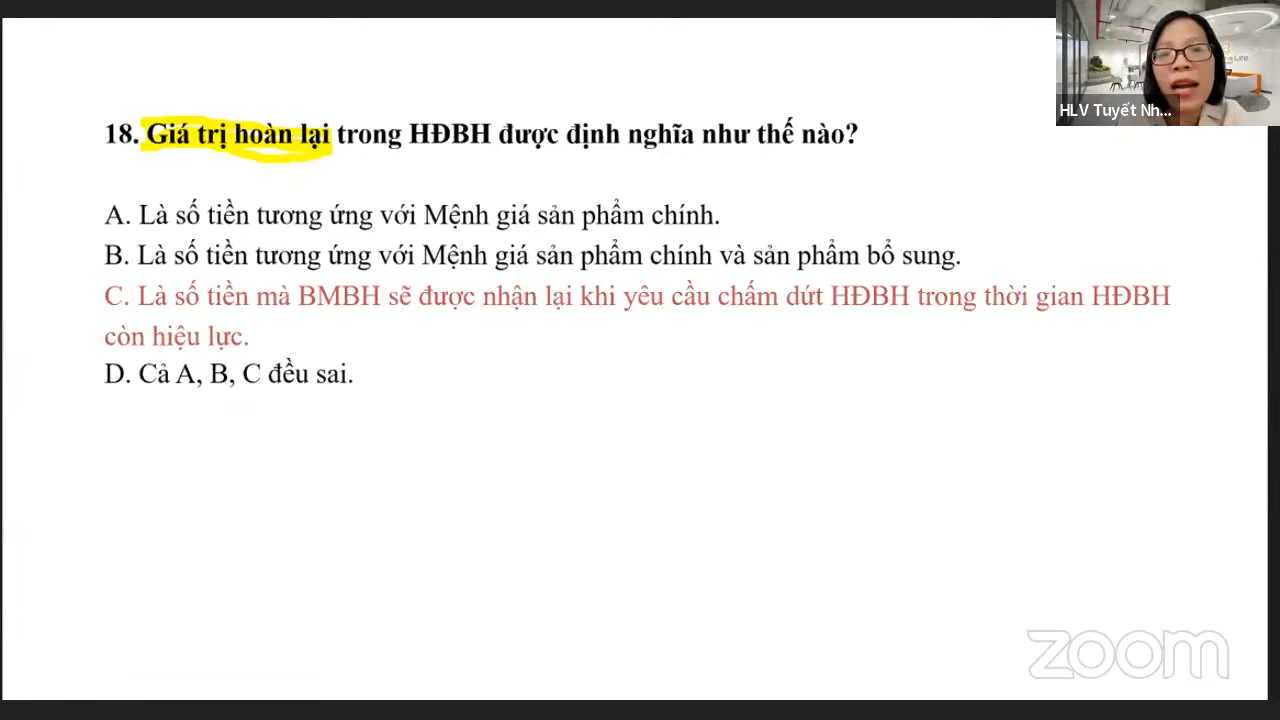 HLV Tuyết Nh...
18. Giá trị hoàn lại trong HĐBH được định nghĩa như thế nào?
A. Là số tiền tương ứng với Mệnh giá sản phẩm chính.
B. Là số tiền tương ứng với Mệnh giá sản phẩm chính và sản phẩm bổ sung.
C. Là số tiền mà BMBH sẽ được nhận lại khi yêu cầu chấm dứt HĐBH trong thời gian HĐBH
còn hiệu lực.
D. Cả A, B, C đều sai.
zoom